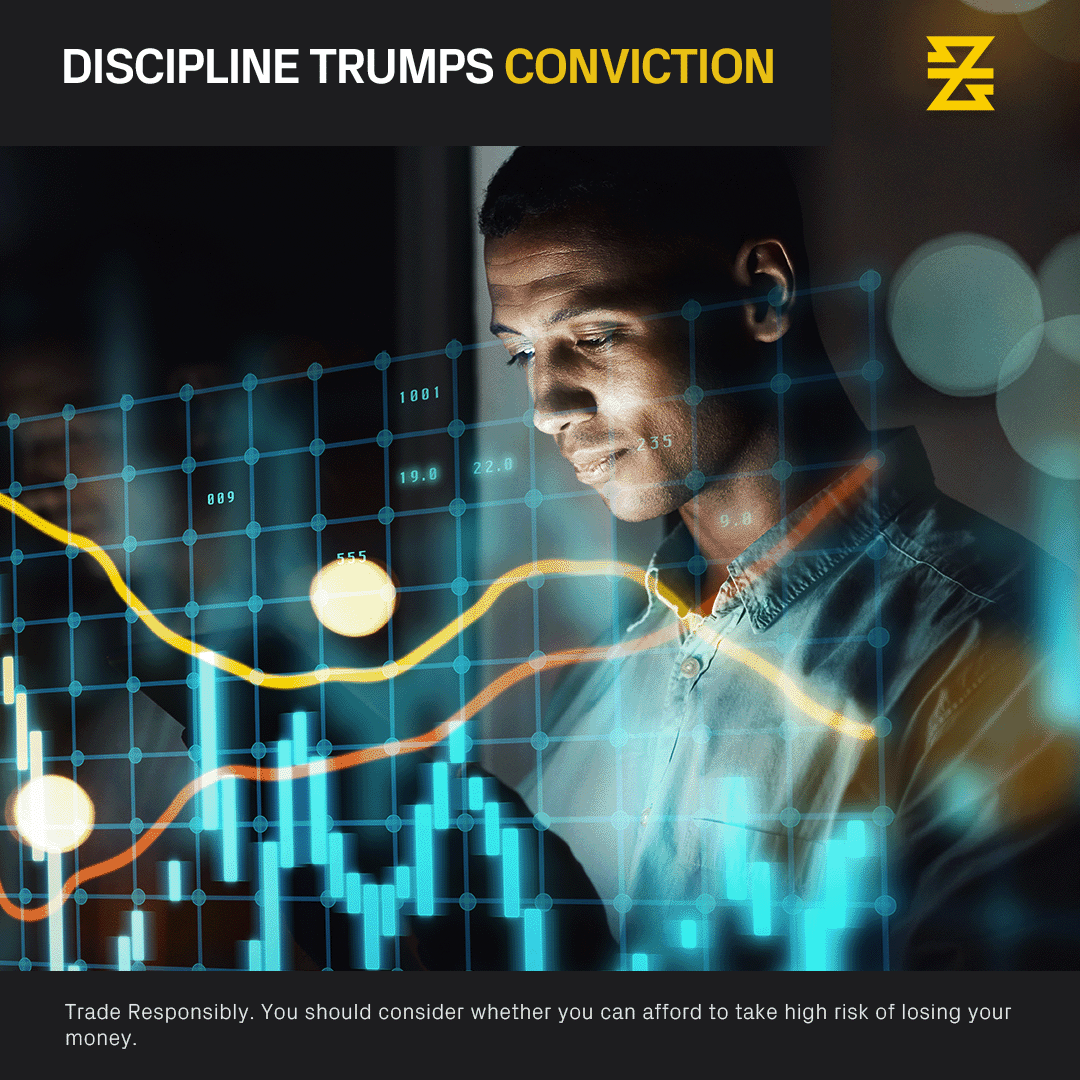 DISCIPLINE TRUMPS CONVICTION
1001
235
19.0 22.0
009
9.0
555
Trade Responsibly. You should consider whether you can afford to take high risk of losing your
money.